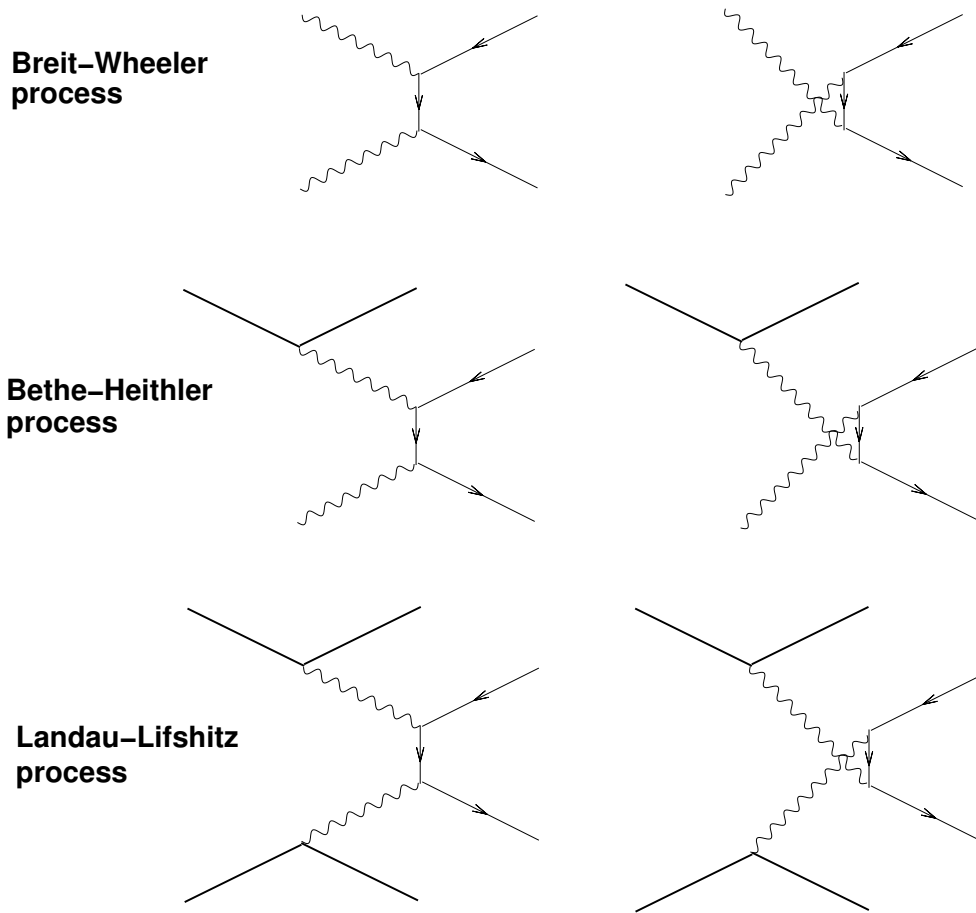 Breit−Wheeler
process
Bethe−Heithler
process
Landau−Lifshitz
process